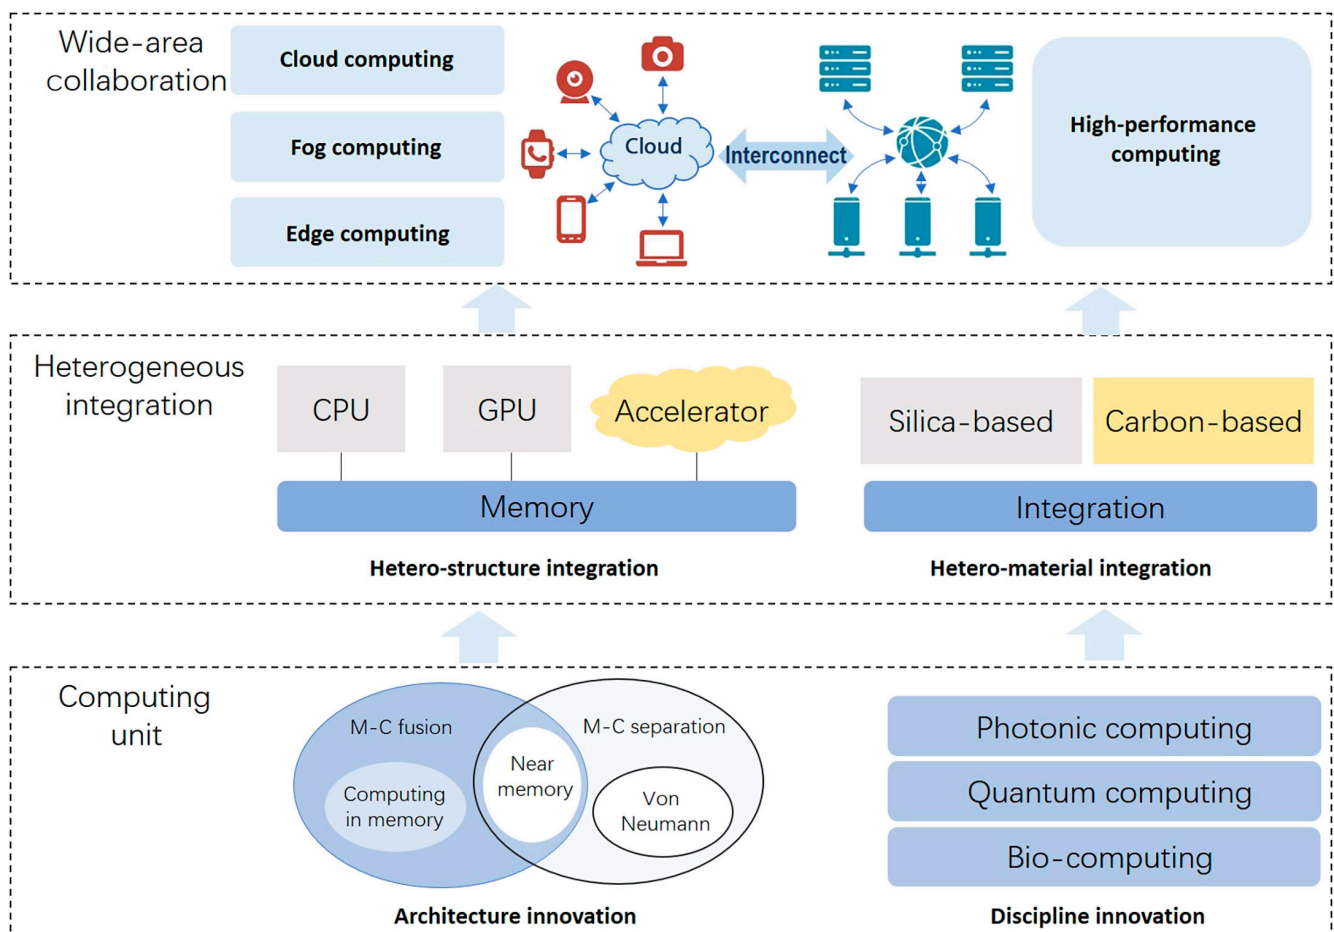 Wide-area
collaboration
Cloud computing
Fog computing
Edge computing
Cloud
Interconnect
High-performance
computing
Heterogeneous
integration
CPU
GPU
Accelerator
Memory
Hetero-structure integration
Silica-based
Carbon-based
Integration
Hetero-material integration
Computing
unit
M-C fusion
Computing
in memory
Near
memory
M-C separation
Von
Neumann
Architecture innovation
Photonic computing
Quantum computing
Bio-computing
Discipline innovation